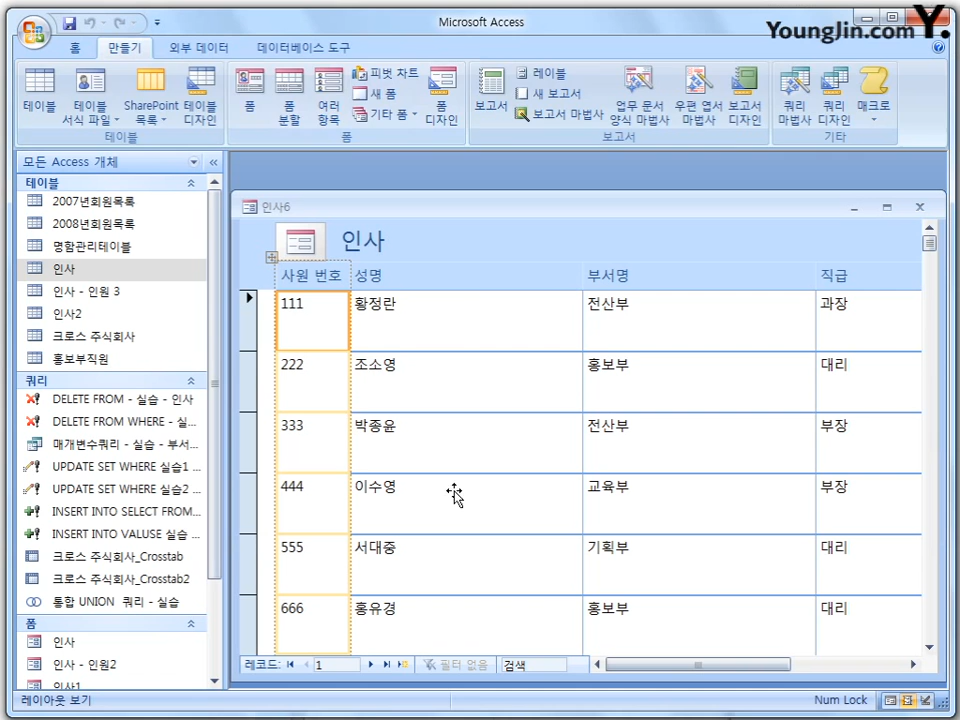 Microsoft Access
Younglin.com Y.
홈 만들기 외부 데이터 데이터베이스 도구
테이블
테이블 서식 파일
SharePoint 목록
테이블 디자인
테이블
폼
폼 분할
여러 항목
피벗 차트
새 폼
기타 폼
폼 디자인
폼
보고서
레이블
새 보고서
보고서 마법사
업무 문서 양식 마법사
우편 엽서 마법사
보고서 디자인
보고서
쿼리 마법사
쿼리 디자인
매크로
기타
모든 Access 개체
테이블
2007년회원목록
2008년회원목록
명함관리테이블
인사
인사 - 인원 3
인사2
크로스 주식회사
홍보부직원
쿼리
DELETE FROM - 실습 - 인사
DELETE FROM WHERE - 실...
매개변수쿼리 - 실습 - 부서...
UPDATE SET WHERE 실습1 ...
UPDATE SET WHERE 실습2 ...
INSERT INTO SELECT FROM...
INSERT INTO VALUSE 실습 ...
크로스 주식회사_Crosstab
크로스 주식회사_Crosstab2
통합 UNION 쿼리 - 실습
폼
인사
인사 - 인원2
인사1
인사6
인사
사원 번호 성명 부서명 직급
111 황정란 전산부 과장
222 조소영 홍보부 대리
333 박종윤 전산부 부장
444 이수영 교육부 부장
555 서대중 기획부 대리
666 홍유경 홍보부 대리
레코드: 1 필터 없음 검색
레이아웃 보기
Num Lock